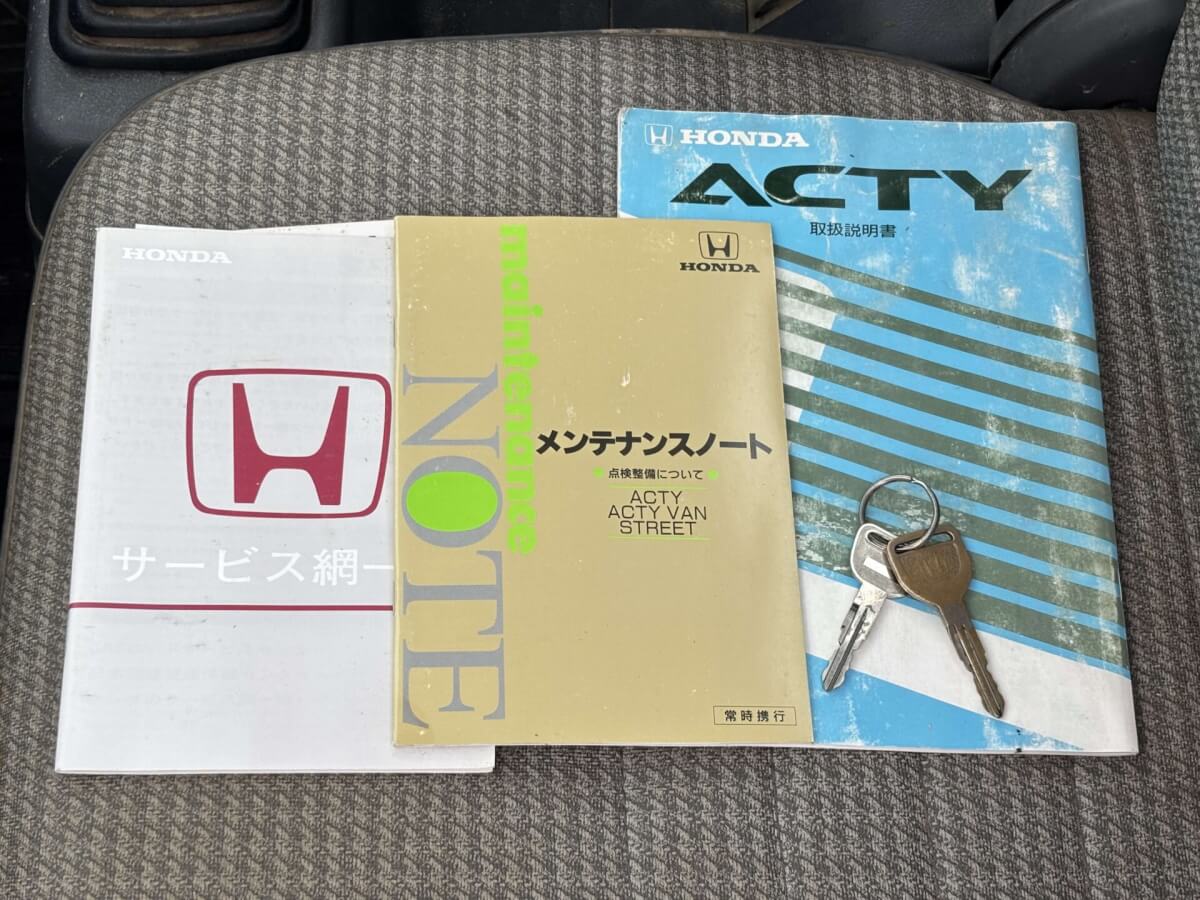 HONDA
サービス網一
maintenance
NOTE
HONDA
メンテナンスノート
点検整備について
ACTY
ACTY VAN
STREET
常時携行
HONDA
ACTY
取扱説明書